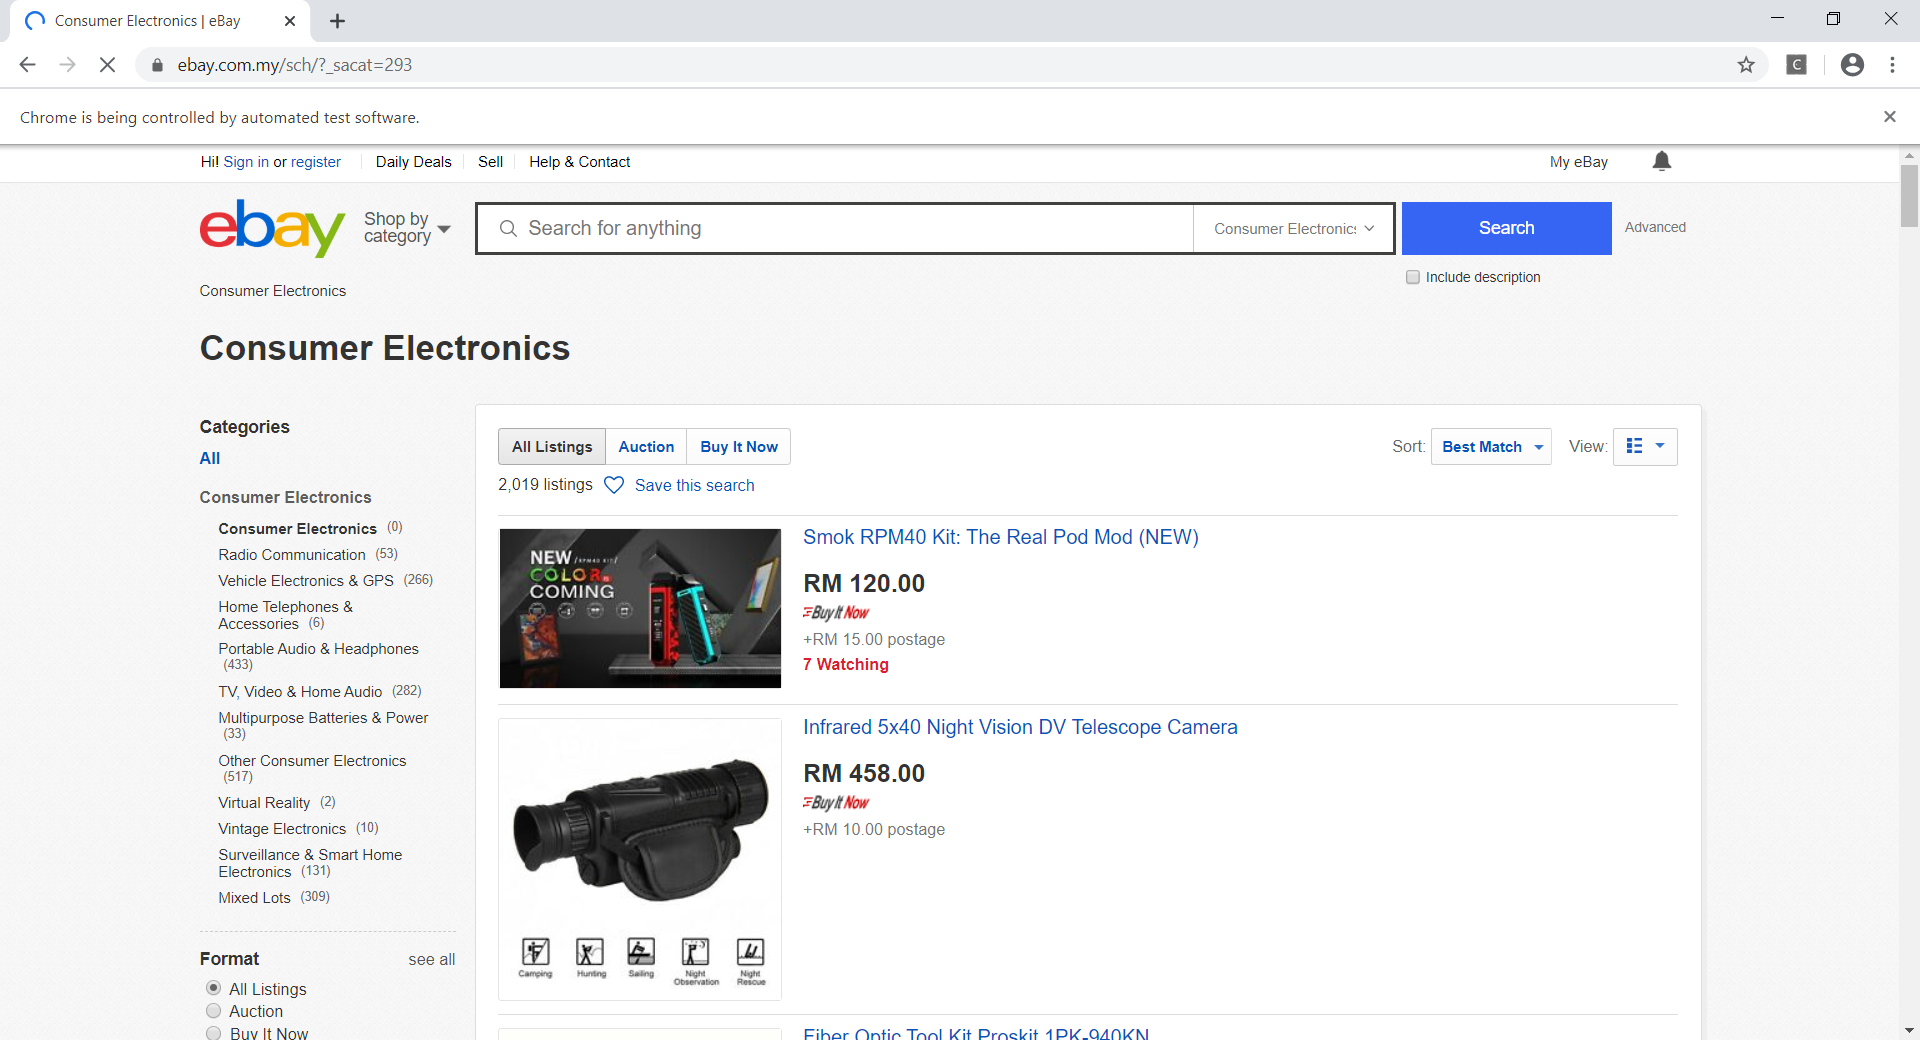 Consumer Electronics | eBay
ebay.com.my/sch/?_sacat=293
C
Chrome is being controlled by automated test software.
Hi! Sign in or register
Daily Deals
Sell
Help & Contact
My eBay
ebay
Shop by
category
Search for anything
Consumer Electronics
Search
Advanced
Include description
Consumer Electronics
Consumer Electronics
Categories
All
Consumer Electronics
Consumer Electronics (0)
Radio Communication (53)
Vehicle Electronics & GPS (266)
Home Telephones &
Accessories (6)
Portable Audio & Headphones
(433)
TV, Video & Home Audio (282)
Multipurpose Batteries & Power
(33)
Other Consumer Electronics
(517)
Virtual Reality (2)
Vintage Electronics (10)
Surveillance & Smart Home
Electronics (131)
Mixed Lots (309)
Format
see all
All Listings
Auction
Buy It Now
All Listings
Auction
Buy It Now
Sort: Best Match
View:
2,019 listings
Save this search
NEW /RPM40 KIT/
COLOR
COMING
Smok RPM40 Kit: The Real Pod Mod (NEW)
RM 120.00
Buy It Now
+RM 15.00 postage
7 Watching
Camping
Hunting
Sailing
Night
Observation
Night
Rescue
Infrared 5x40 Night Vision DV Telescope Camera
RM 458.00
Buy It Now
+RM 10.00 postage
Fiber Optic Tool Kit Proskit 1PK-940KN